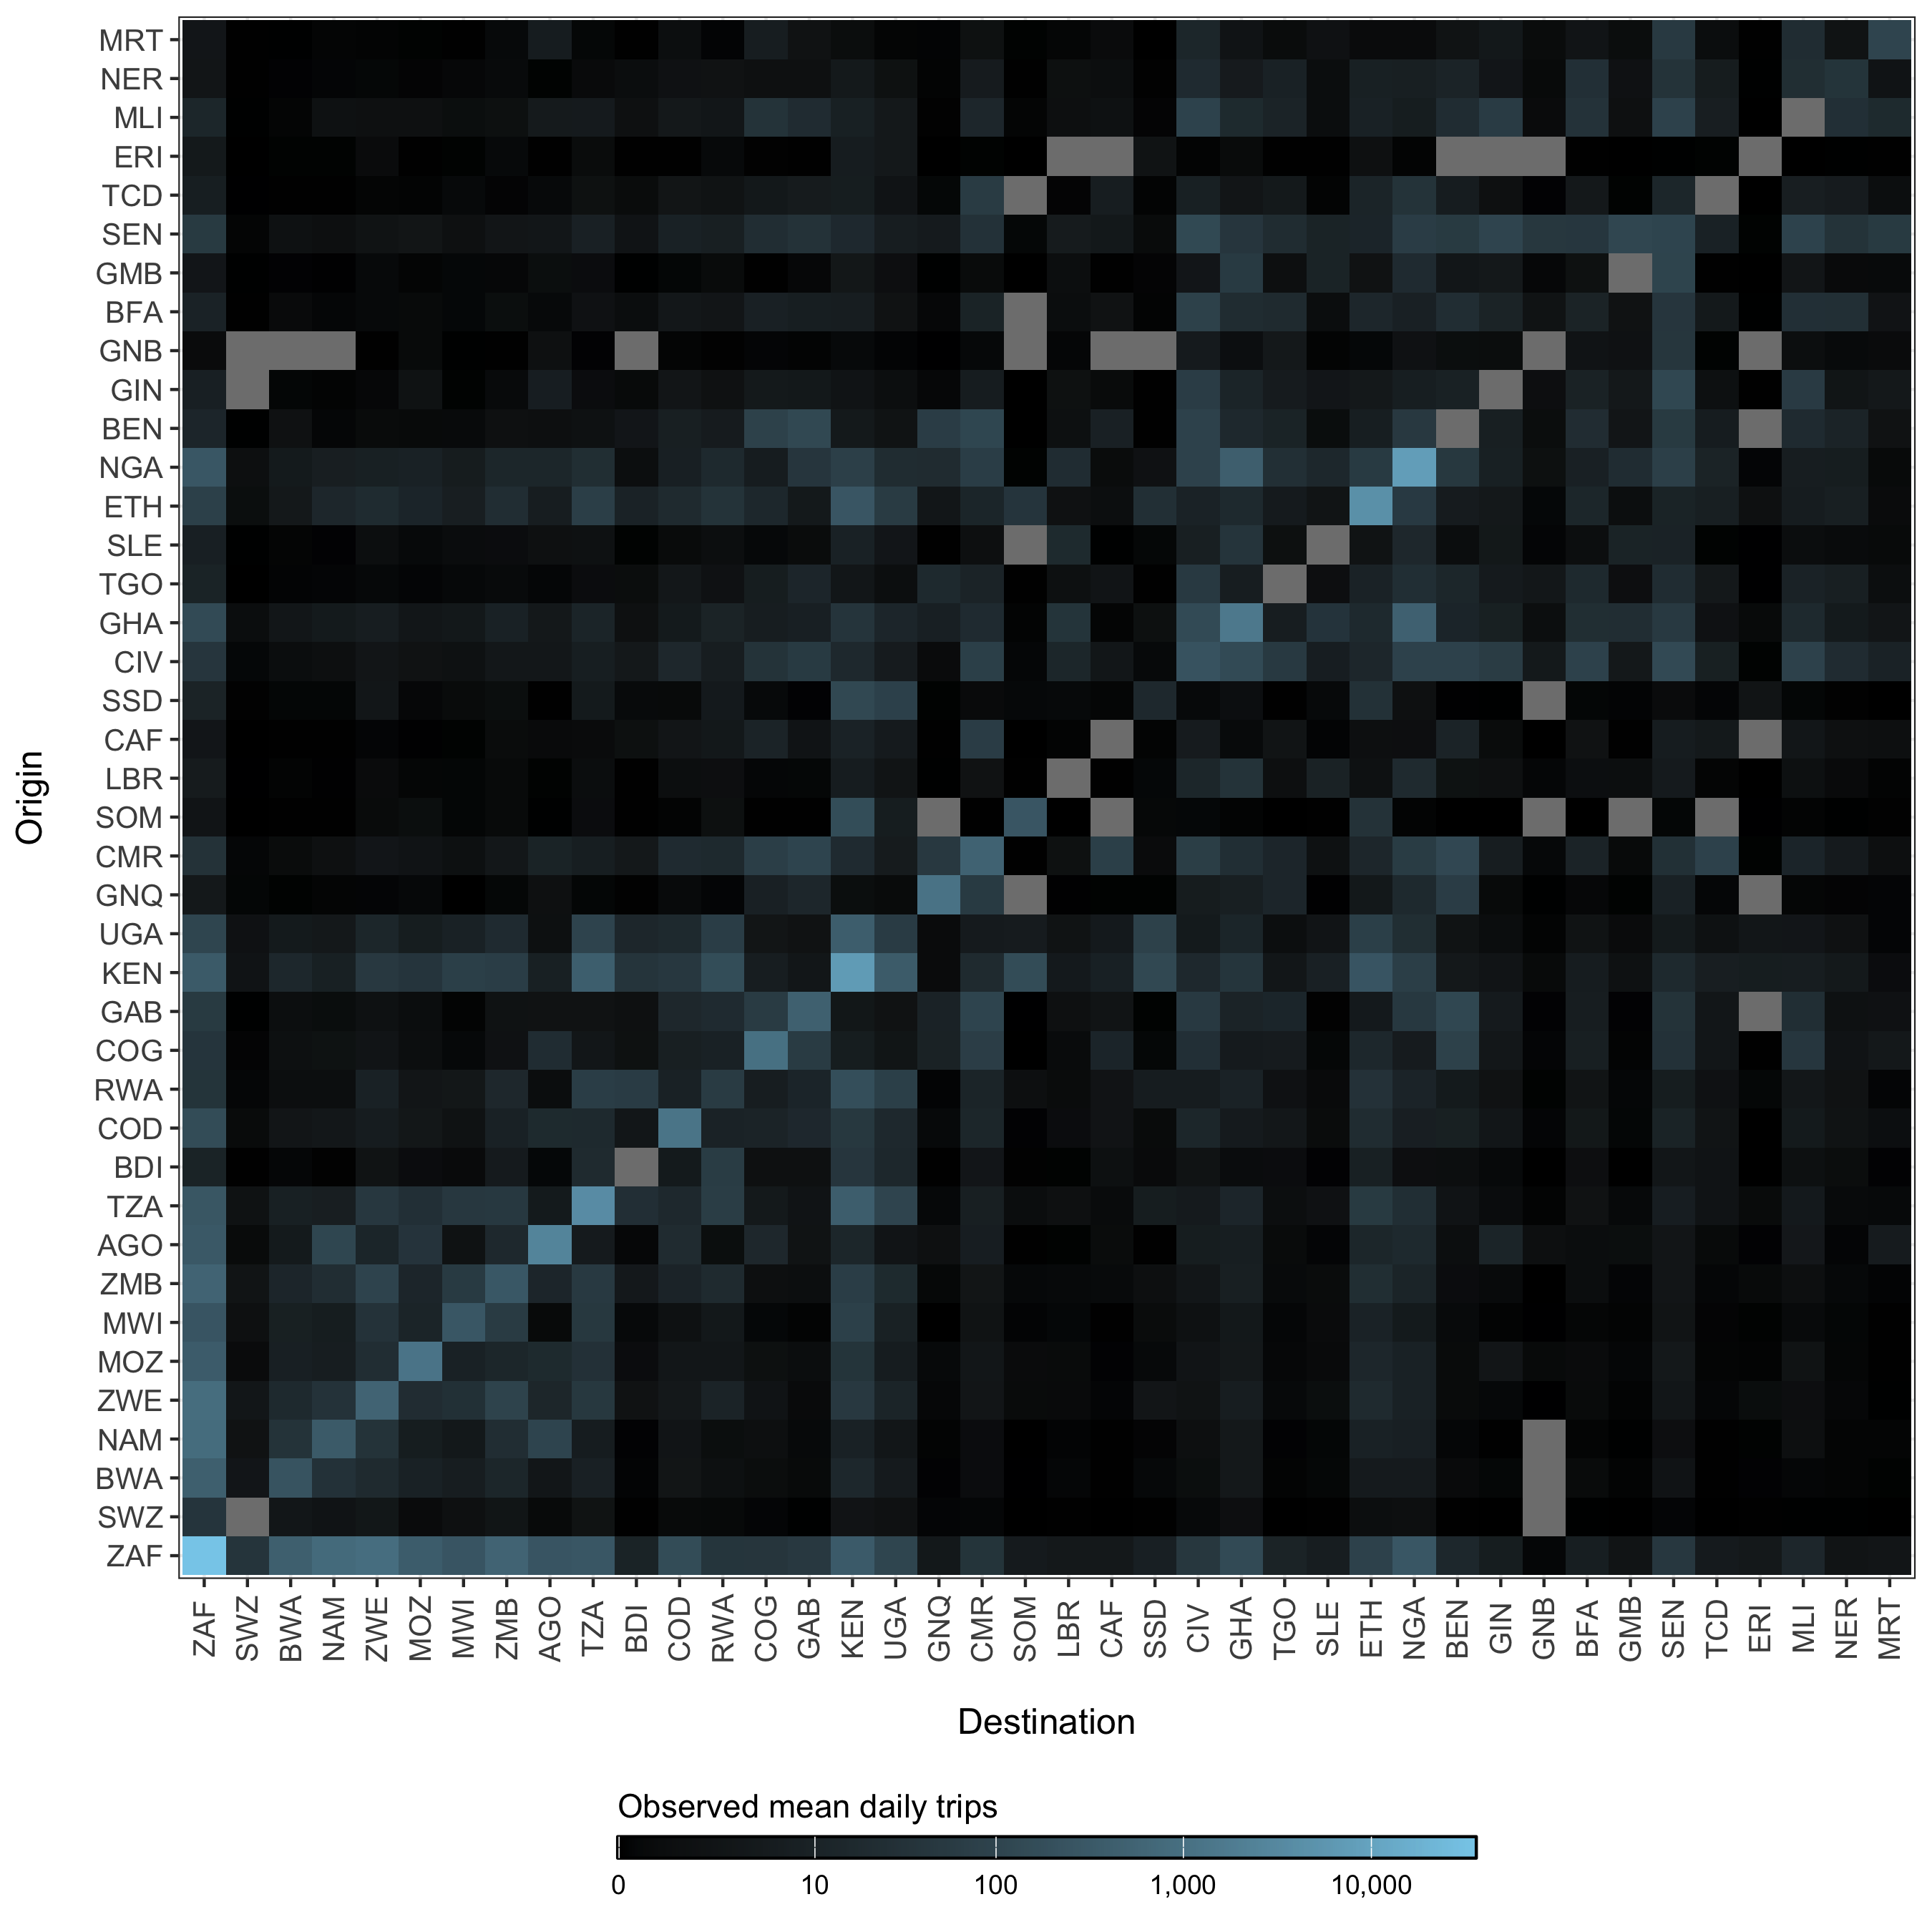 MRT
NER
MLI
ERI
TCD
SEN
GMB
BFA
GNB
GIN
BEN
NGA
ETH
SLE
TGO
GHA
CIV
SSD
CAF
LBR
SOM
CMR
GNQ
UGA
KEN
GAB
COG
RWA
COD
BDI
TZA
AGO
ZMB
MWI
MOZ
ZWE
NAM
BWA
SWZ
ZAF
Origin
ZAF SWZ BWA NAM ZWE MOZ MWI ZMB AGO TZA BDI COD RWA COG GAB KEN UGA GNQ CMR SOM LBR CAF SSD CIV GHA TGO SLE ETH NGA BEN GIN GNB BFA GMB SEN TCD ERI MLI NER MRT
Destination
Observed mean daily trips
0 10 100 1,000 10,000